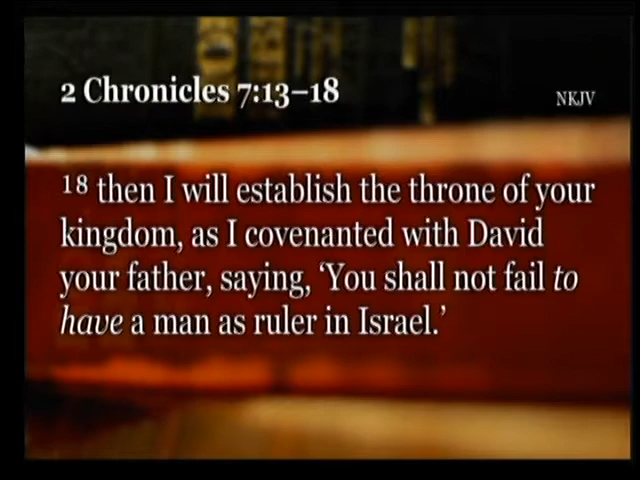 2 Chronicles 7:13–18
NKJV
18 then I will establish the throne of your
kingdom, as I covenanted with David
your father, saying, ‘You shall not fail to
have a man as ruler in Israel.’